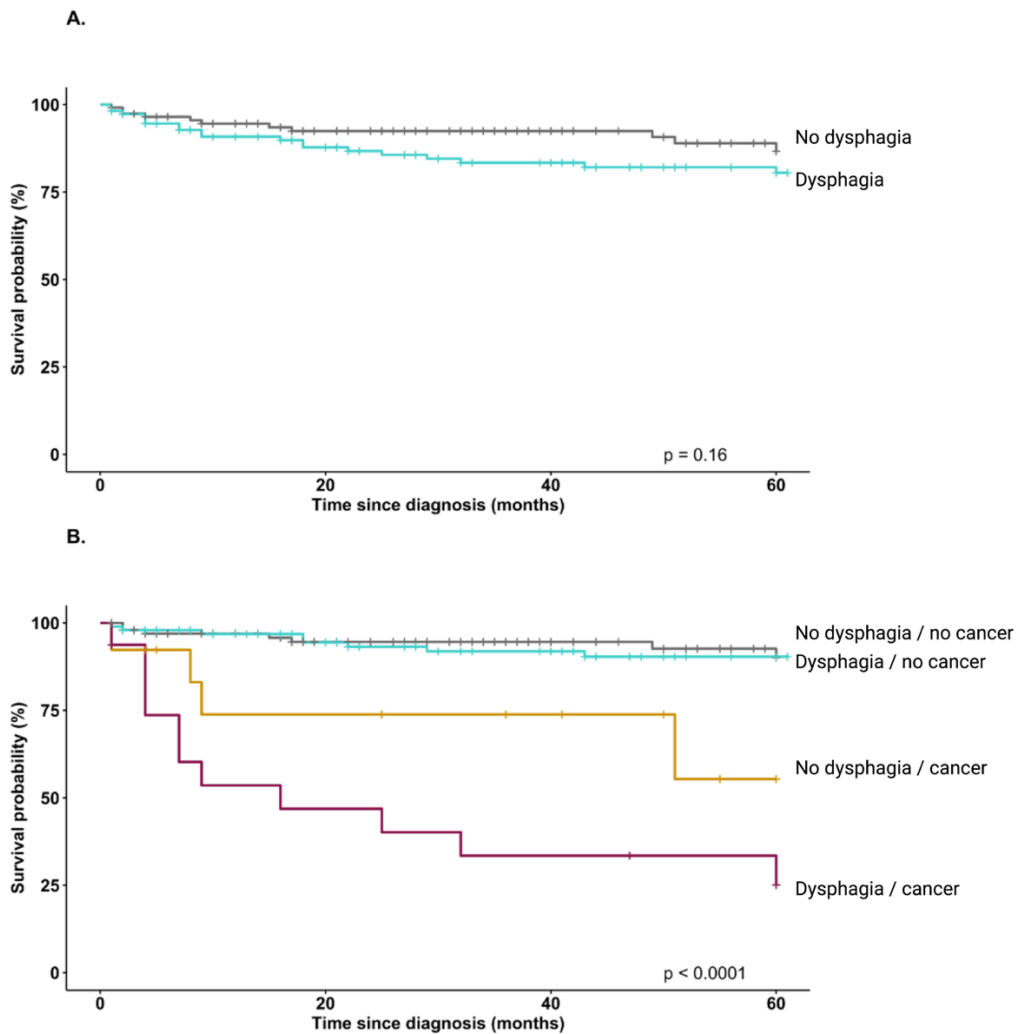 A.
Survival probability (%)
100
75
50
25
0
No dysphagia
Dysphagia
p = 0.16
0 20 40 60
Time since diagnosis (months)
B.
Survival probability (%)
100
75
50
25
0
No dysphagia / no cancer
Dysphagia / no cancer
No dysphagia / cancer
Dysphagia / cancer
p < 0.0001
0 20 40 60
Time since diagnosis (months)